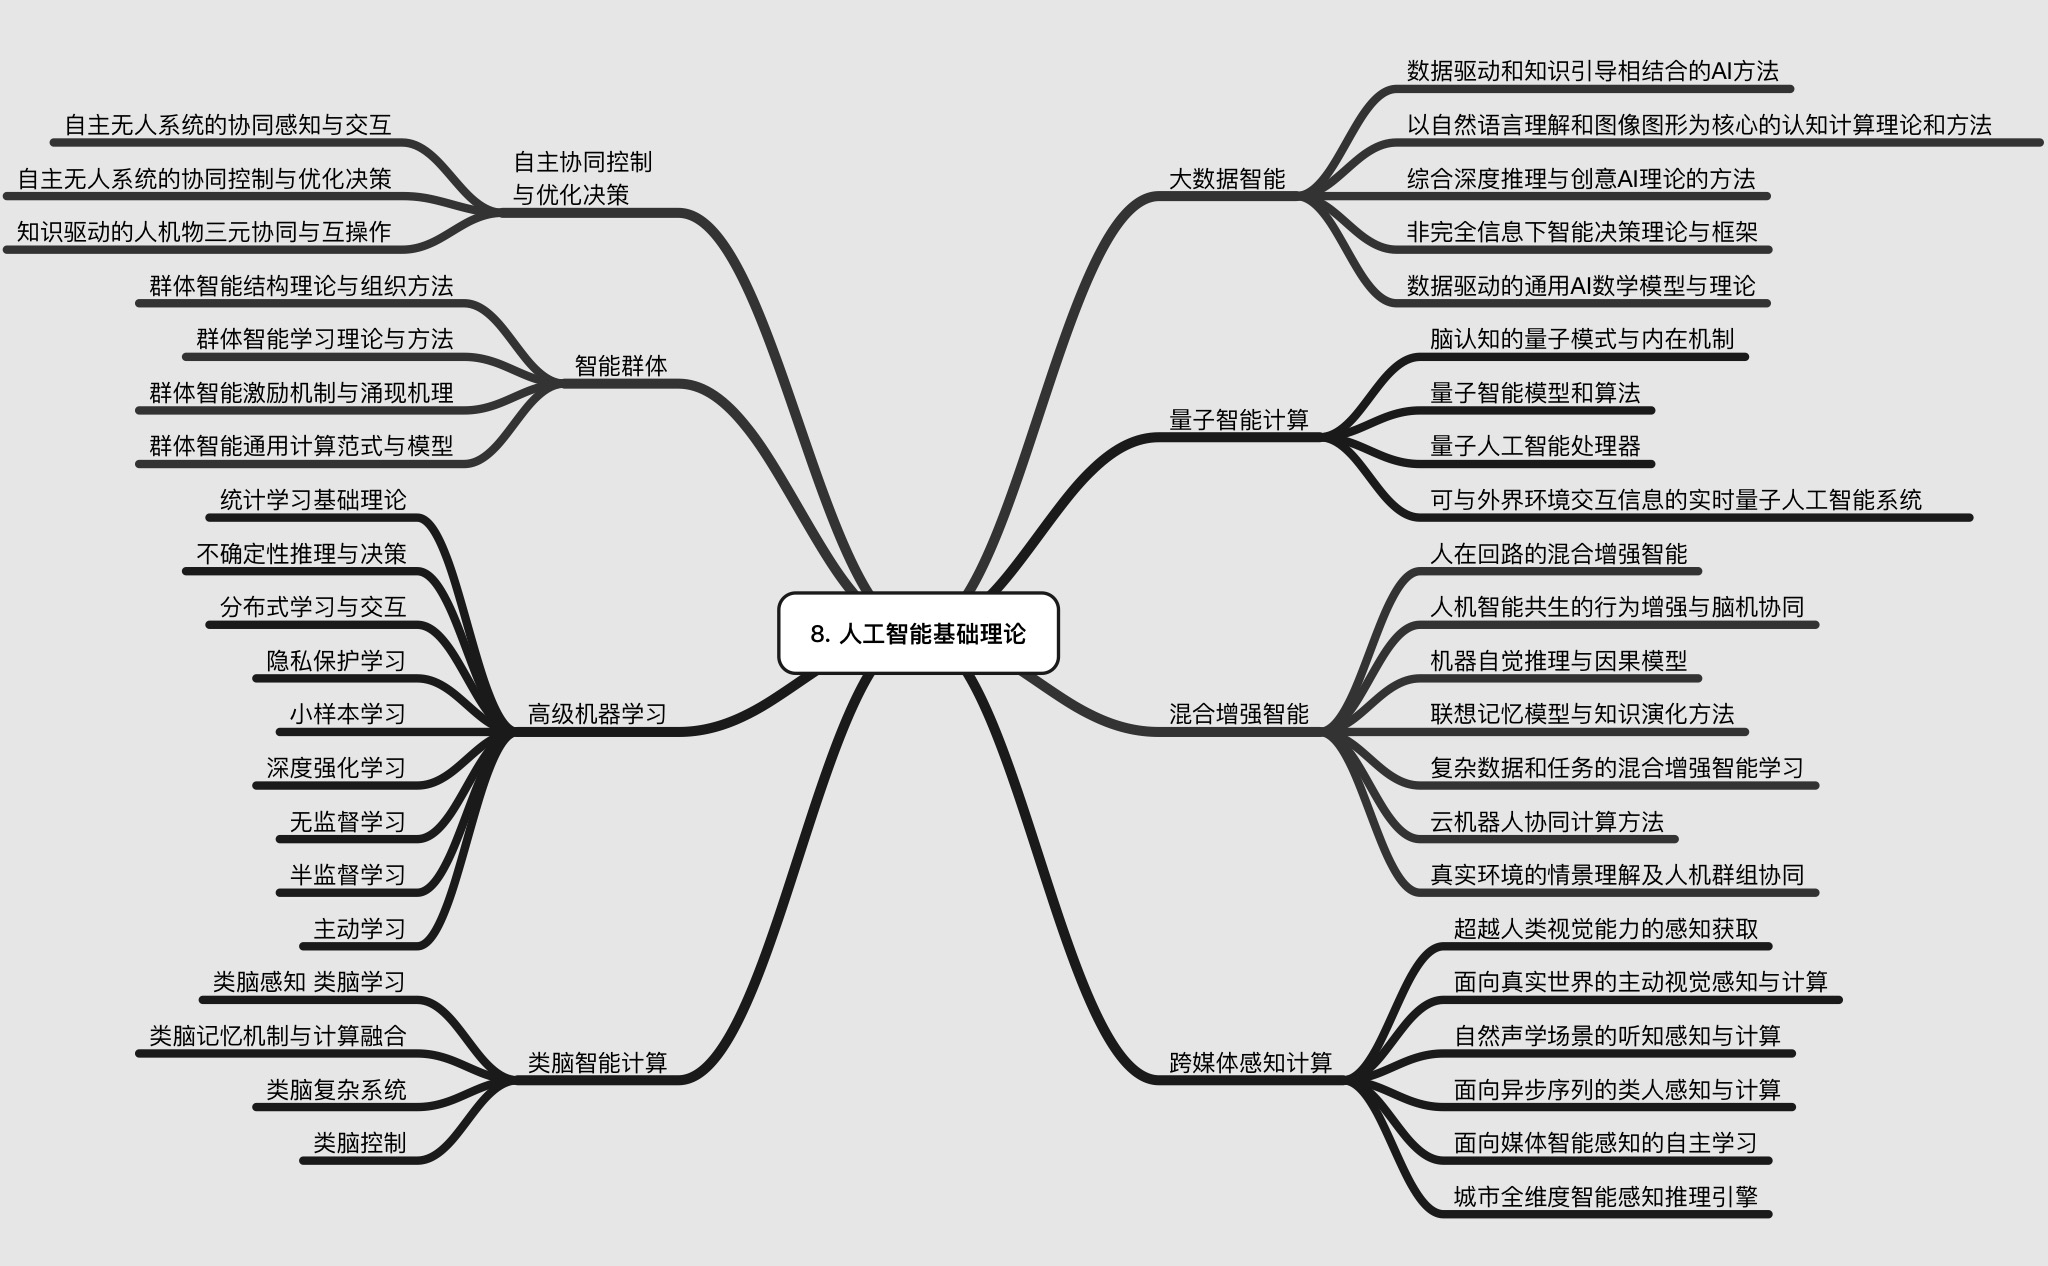 8. 人工智能基础理论
大数据智能
数据驱动和知识引导相结合的AI方法
以自然语言理解和图像图形为核心的认知计算理论和方法
综合深度推理与创意AI理论的方法
非完全信息下智能决策理论与框架
数据驱动的通用AI数学模型与理论
量子智能计算
脑认知的量子模式与内在机制
量子智能模型和算法
量子人工智能处理器
可与外界环境交互信息的实时量子人工智能系统
混合增强智能
人在回路的混合增强智能
人机智能共生的行为增强与脑机协同
机器自觉推理与因果模型
联想记忆模型与知识演化方法
复杂数据和任务的混合增强智能学习
云机器人协同计算方法
真实环境的情景理解及人机群组协同
跨媒体感知计算
超越人类视觉能力的感知获取
面向真实世界的主动视觉感知与计算
自然声学场景的听知感知与计算
面向异步序列的类人感知与计算
面向媒体智能感知的自主学习
城市全维度智能感知推理引擎
自主协同控制
与优化决策
自主无人系统的协同感知与交互
自主无人系统的协同控制与优化决策
知识驱动的人机物三元协同与互操作
智能群体
群体智能结构理论与组织方法
群体智能学习理论与方法
群体智能激励机制与涌现机理
群体智能通用计算范式与模型
高级机器学习
统计学习基础理论
不确定性推理与决策
分布式学习与交互
隐私保护学习
小样本学习
深度强化学习
无监督学习
半监督学习
主动学习
类脑智能计算
类脑感知 类脑学习
类脑记忆机制与计算融合
类脑复杂系统
类脑控制